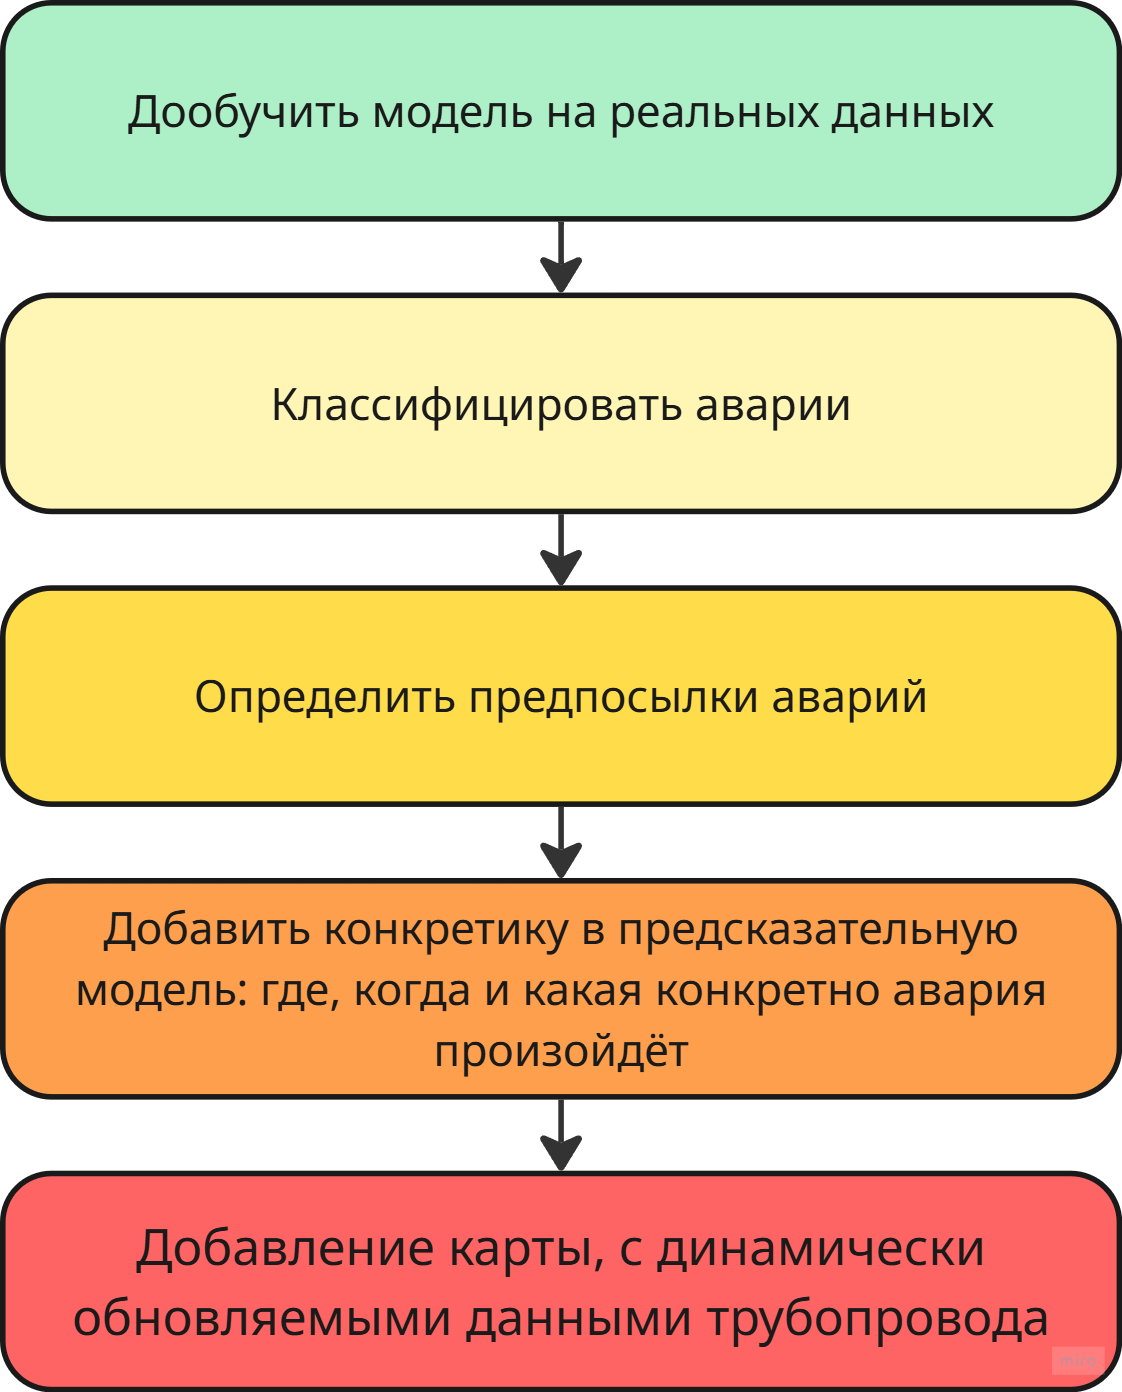 Дообучить модель на реальных данных
Классифицировать аварии
Определить предпосылки аварий
Добавить конкретику в предсказательную
модель: где, когда и какая конкретно авария
произойдёт
Добавление карты, с динамически
обновляемыми данными трубопровода
miro